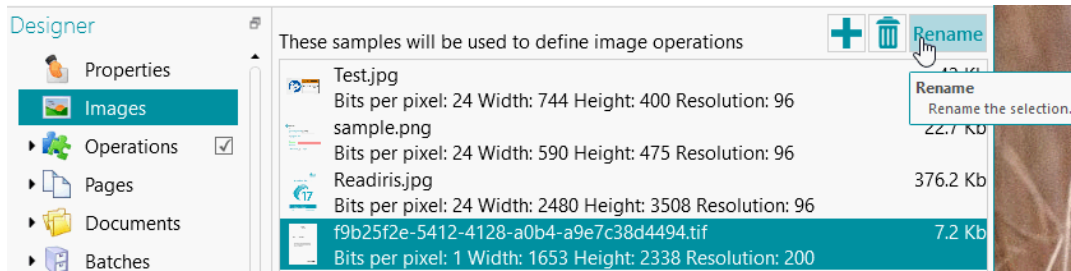 Designer
Properties
Images
Operations
Pages
Documents
Batches
These samples will be used to define image operations
Rename
Test.jpg
Bits per pixel: 24 Width: 744 Height: 400 Resolution: 96
sample.png 22.7 Kb
Bits per pixel: 24 Width: 590 Height: 475 Resolution: 96
Readiris.jpg 376.2 Kb
Bits per pixel: 24 Width: 2480 Height: 3508 Resolution: 96
f9b25f2e-5412-4128-a0b4-a9e7c38d4494.tif 7.2 Kb
Bits per pixel: 1 Width: 1653 Height: 2338 Resolution: 200
Rename
Rename the selection.